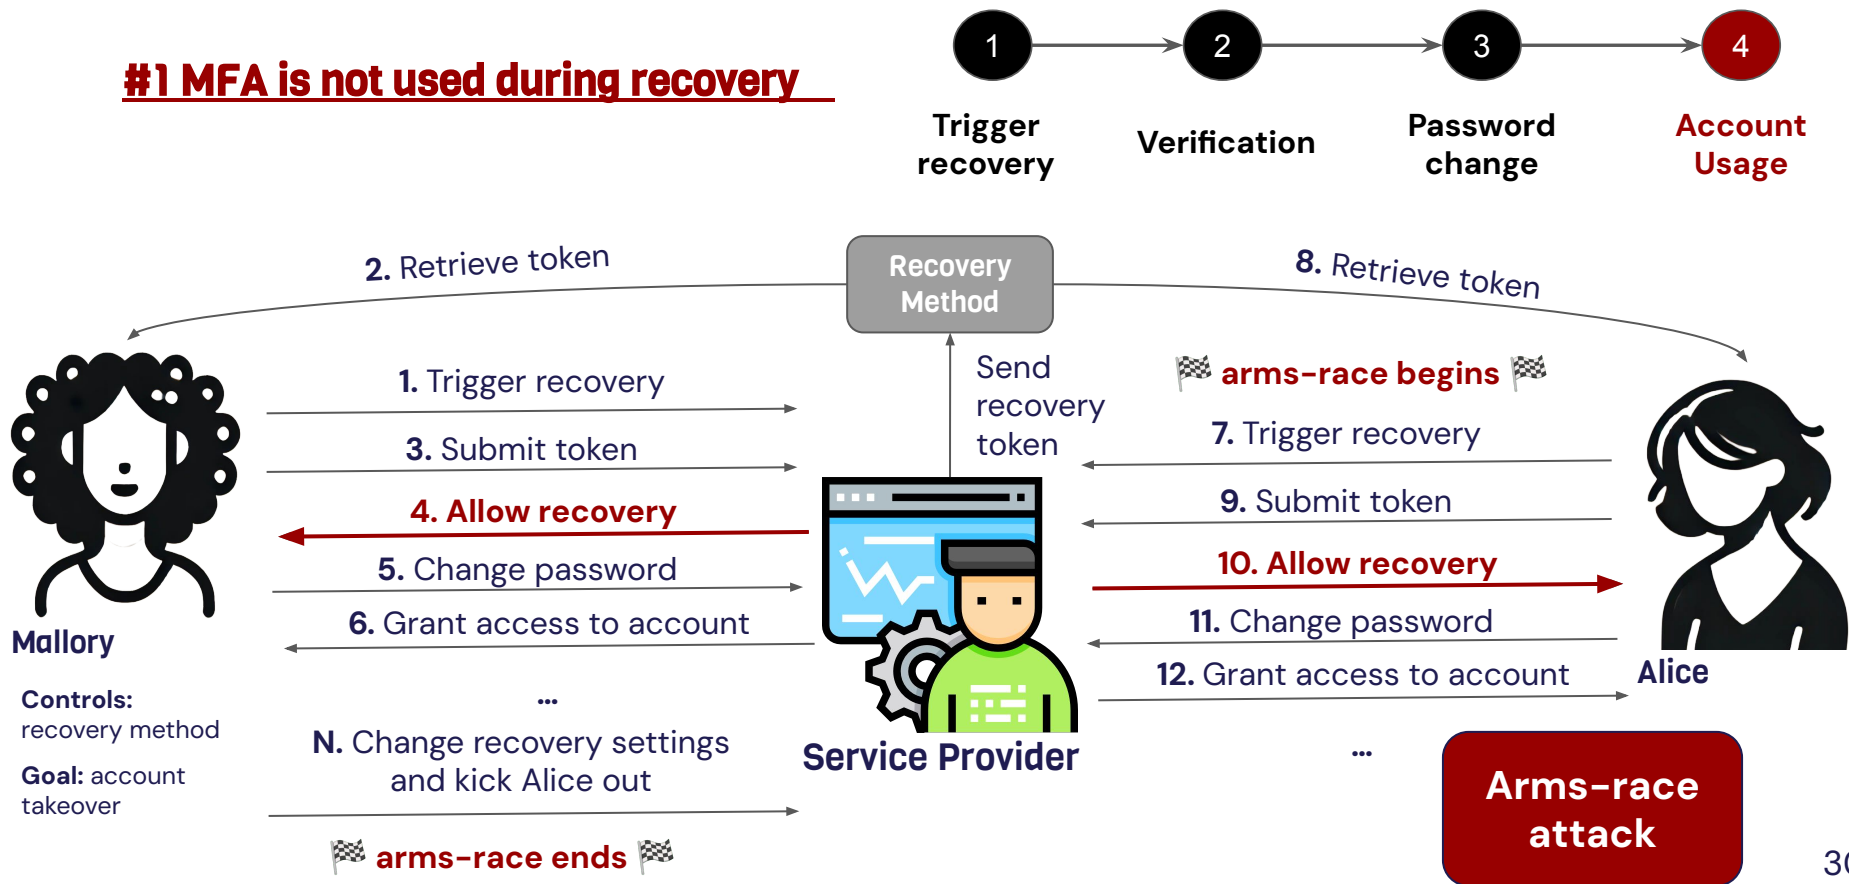 #1 MFA is not used during recovery
1
2
3
4
Trigger
recovery
Verification
Password
change
Account
Usage
2. Retrieve token
Recovery
Method
8. Retrieve token
1. Trigger recovery
3. Submit token
4. Allow recovery
5. Change password
6. Grant access to account
...
N. Change recovery settings
and kick Alice out
arms-race ends
Mallory
Controls:
recovery method
Goal: account
takeover
Send
recovery
token
Service Provider
arms-race begins
7. Trigger recovery
9. Submit token
10. Allow recovery
11. Change password
12. Grant access to account
...
Alice
Arms-race
attack